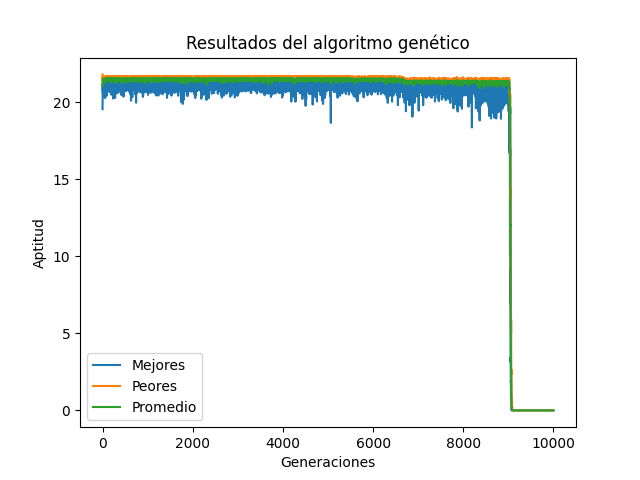 Resultados del algoritmo genético
Aptitud
20
15
10
5
0
Mejores
Peores
Promedio
0 2000 4000 6000 8000 10000
Generaciones